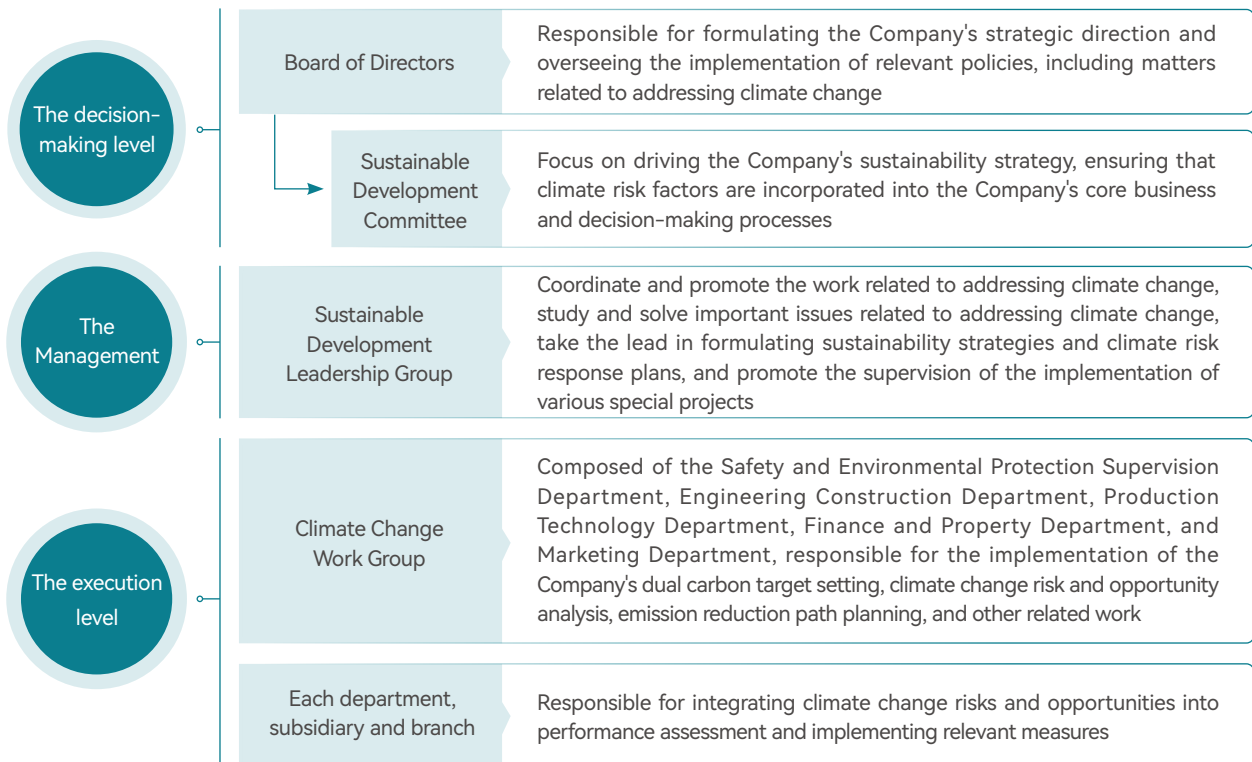 The decision-
making level
Board of Directors
Responsible for formulating the Company's strategic direction and
overseeing the implementation of relevant policies, including matters
related to addressing climate change
Sustainable
Development
Committee
Focus on driving the Company's sustainability strategy, ensuring that
climate risk factors are incorporated into the Company's core business
and decision-making processes
The
Management
Sustainable
Development
Leadership Group
Coordinate and promote the work related to addressing climate change,
study and solve important issues related to addressing climate change,
take the lead in formulating sustainability strategies and climate risk
response plans, and promote the supervision of the implementation of
various special projects
The execution
level
Climate Change
Work Group
Composed of the Safety and Environmental Protection Supervision
Department, Engineering Construction Department, Production
Technology Department, Finance and Property Department, and
Marketing Department, responsible for the implementation of the
Company's dual carbon target setting, climate change risk and opportunity
analysis, emission reduction path planning, and other related work
Each department,
subsidiary and branch
Responsible for integrating climate change risks and opportunities into
performance assessment and implementing relevant measures